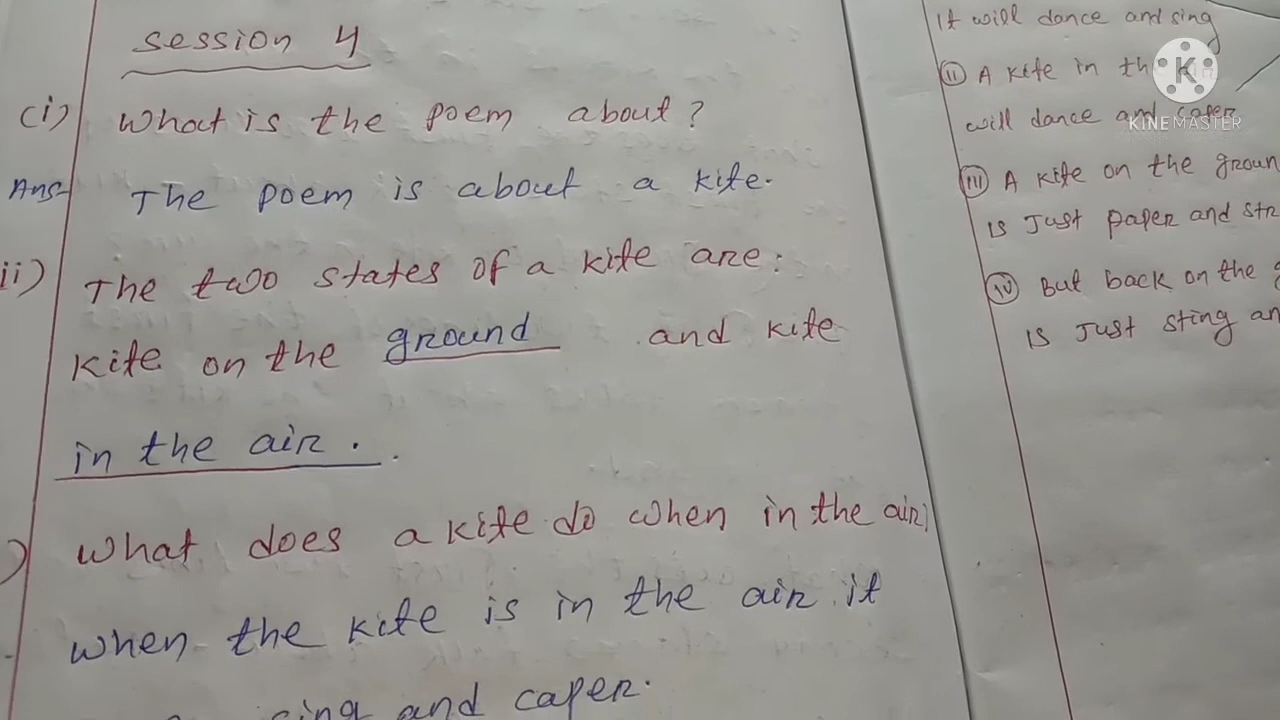 session 4
(i) What is the poem about?
Ans- The poem is about a kite.
ii) The two states of a kite are:
kite on the ground and kite
in the air.
) What does a kite do when in the air)
when the kite is in the air it
sing and caper.
It will dance and sing
(ii) A kite in the
will dance and caper
(iii) A kite on the groun
is Just paper and str
(iv) But back on the g
is Just sting an
K
KINEMASTER